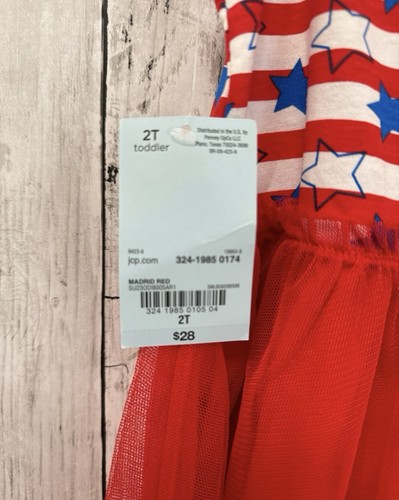 2T
toddler
Distributed in the U.S. by
Penney OpCo LLC
Plano, Texas 75024-3698
jcp.com 324-1985 0174
MADRID RED
324 1985 0105 04
2T
$28